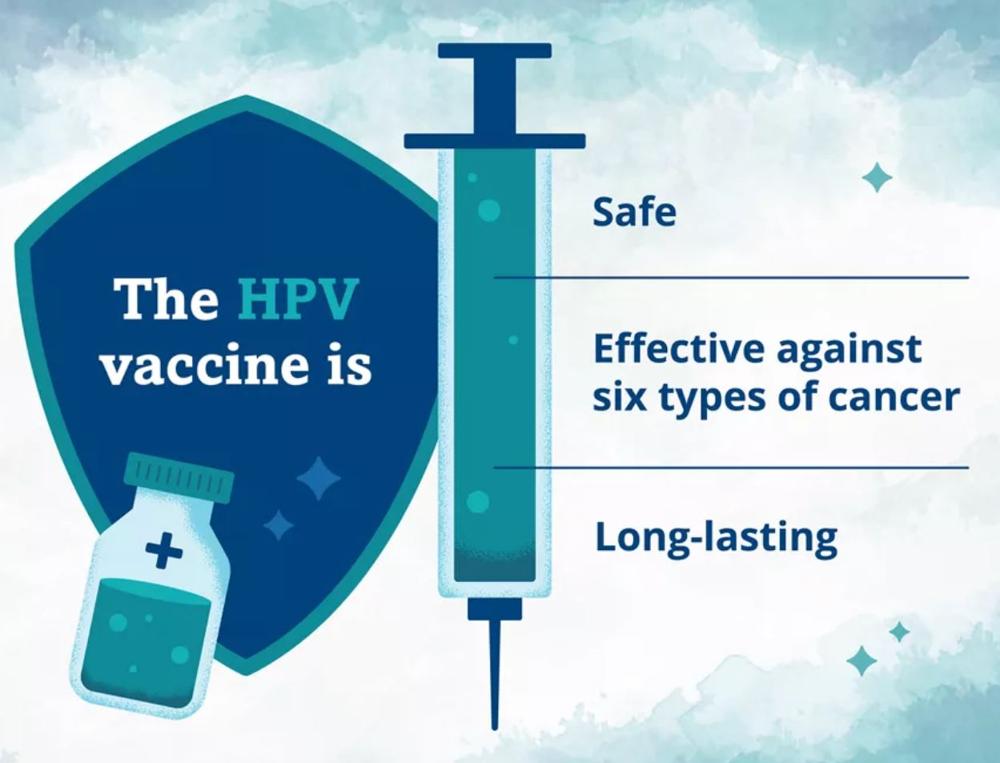 The HPV
vaccine is
Safe
Effective against
six types of cancer
Long-lasting